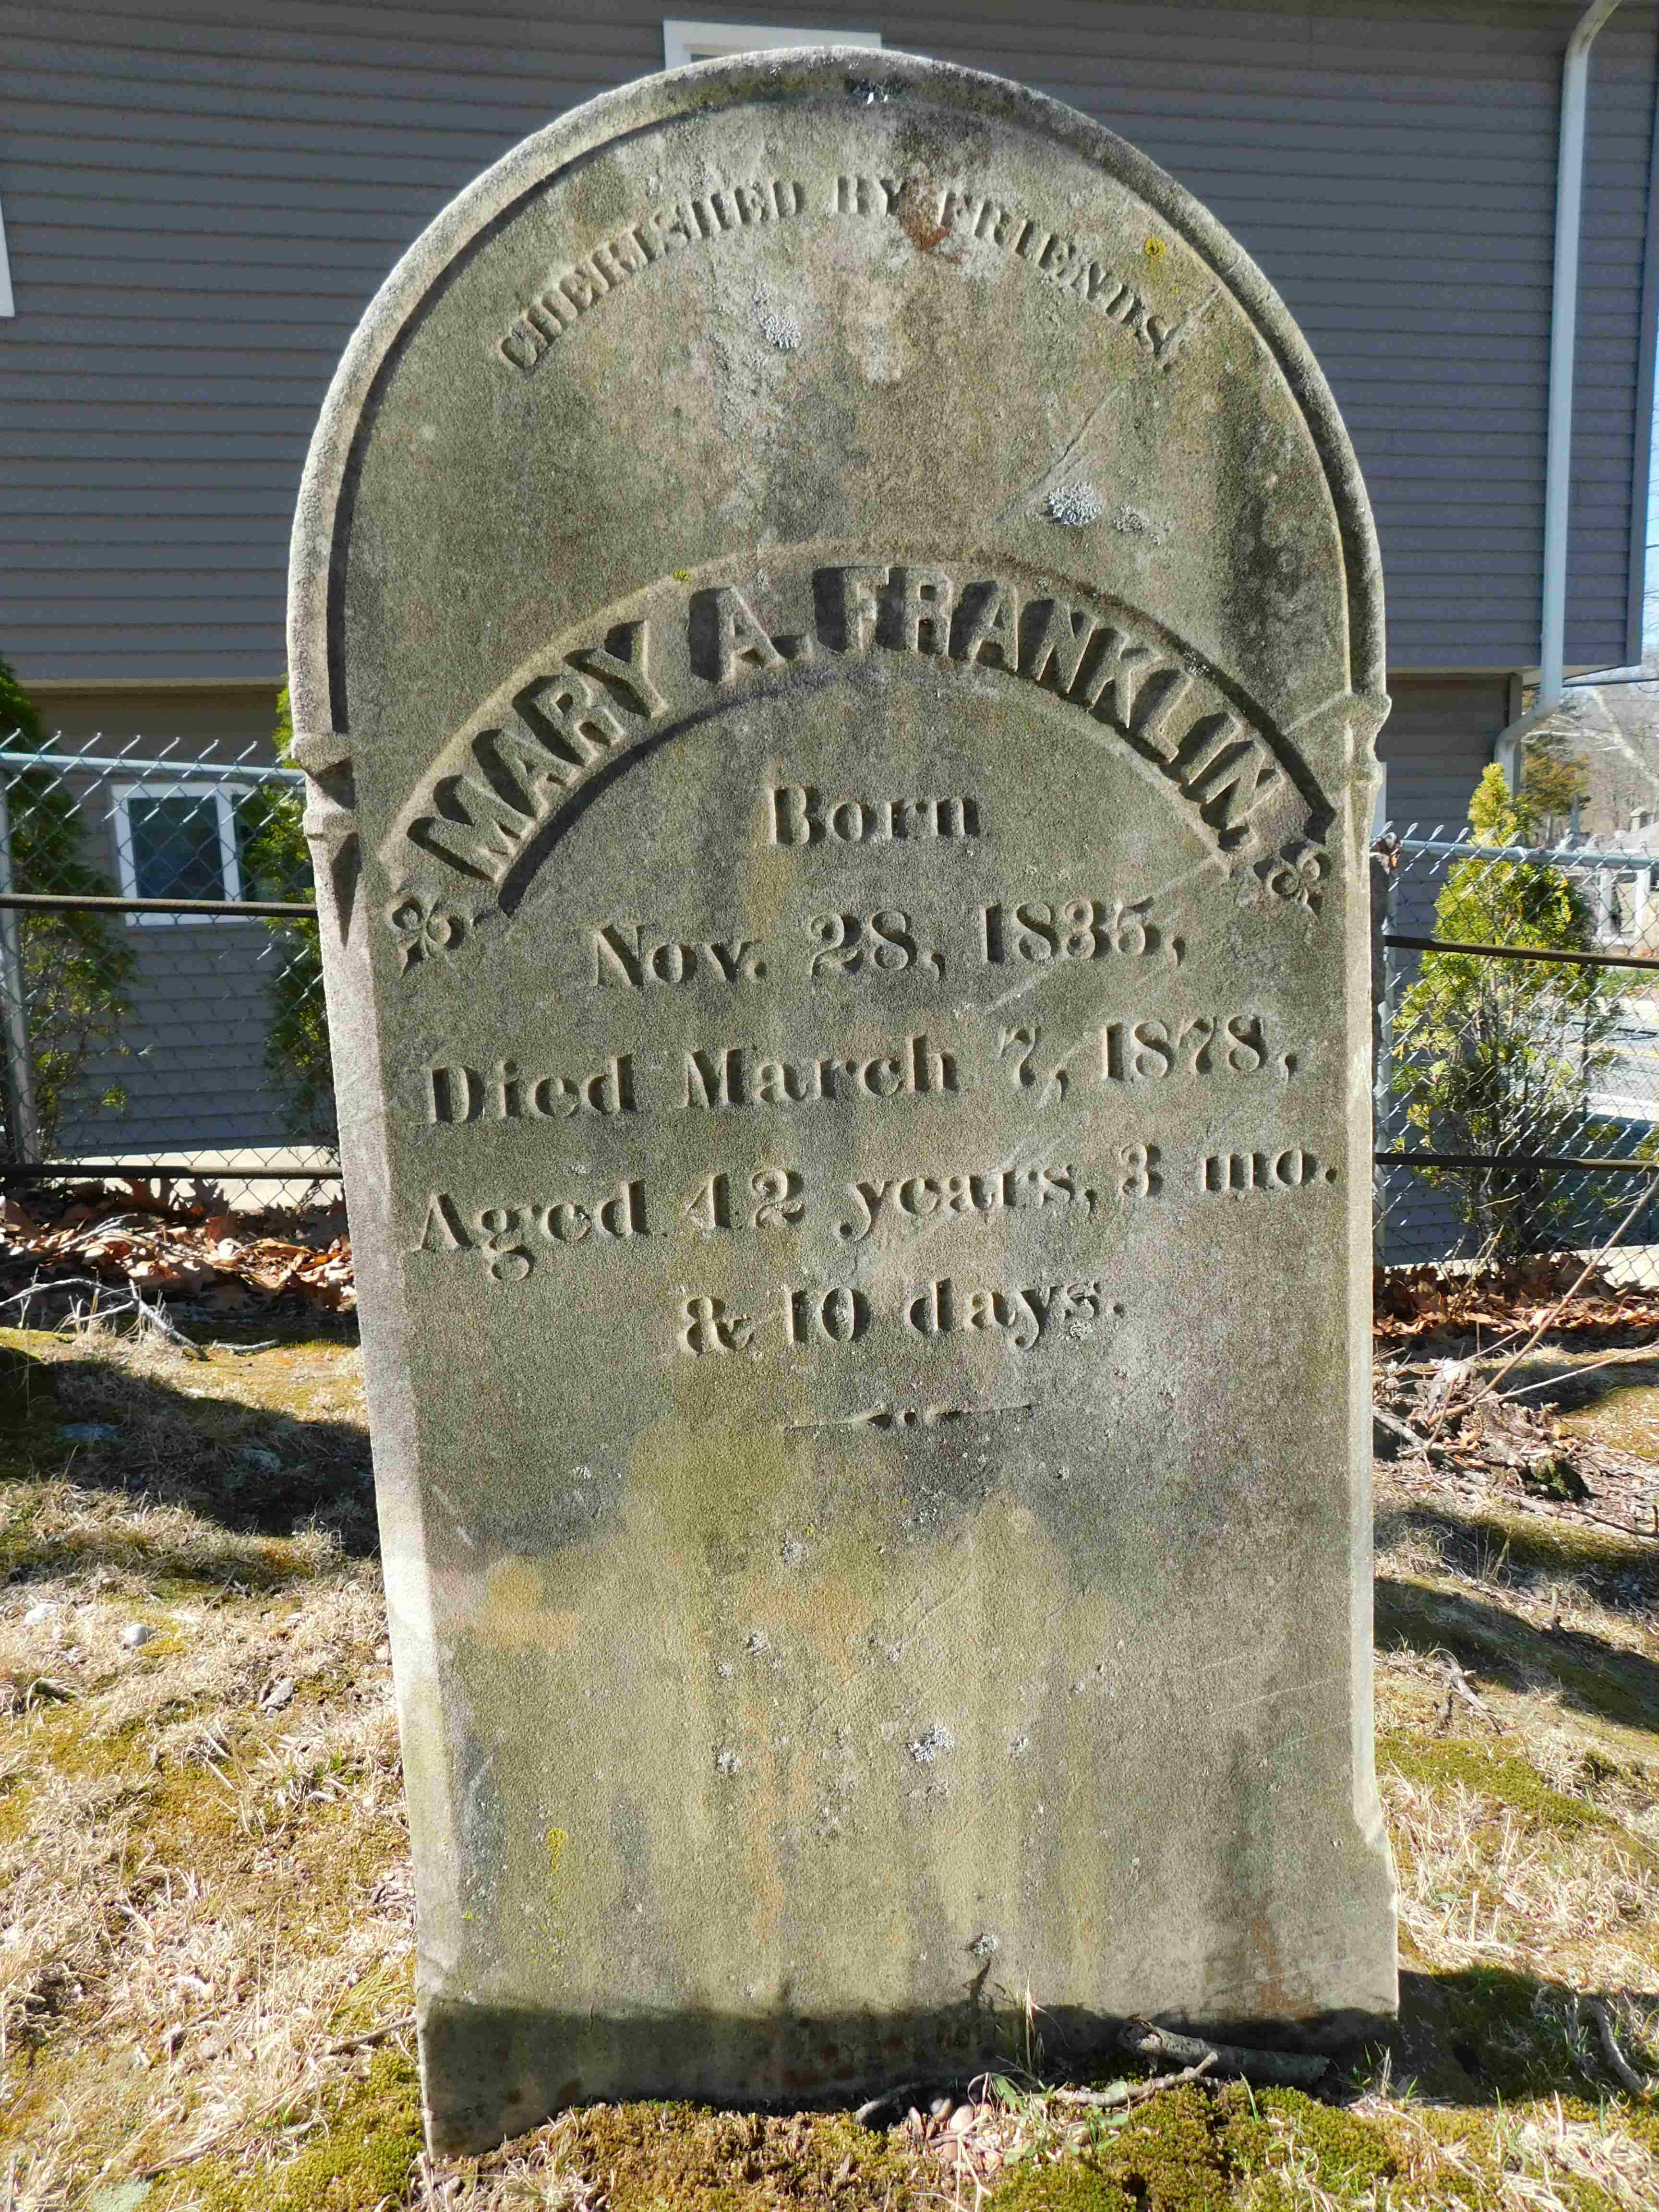 CHERISHED BY FRIENDS.
MARY A. FRANKLIN,
Born
Nov. 28, 1835,
Died March 7, 1878,
Aged 42 years, 3 mo.
& 10 days.